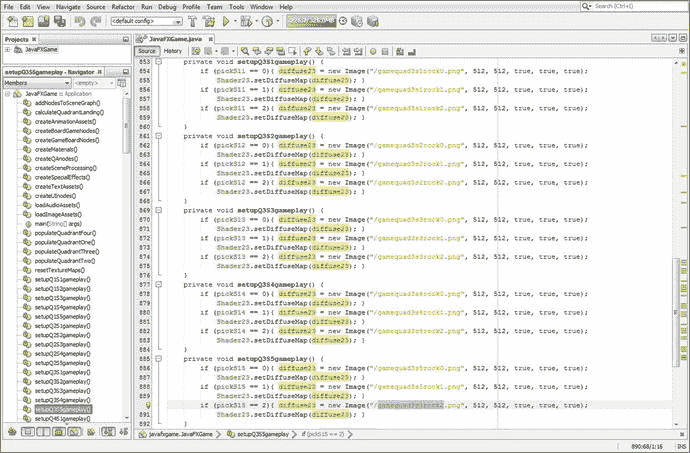 File Edit View Navigate Source Refactor Run Debug Profile Team Tools Window Help
Search (Ctrl+I)
<default config>
Projects
JavaFXGame
setupQ3S5gameplay - Navigator
Members
<empty>
JavaFXGame :: Application
addNodesToSceneGraph()
calculateQuadrantLanding()
createAnimationAssets()
createBoardGameNodes()
createGameBoardNodes()
createMaterials()
createQAnodes()
createSceneProcessing()
createSpecialEffects()
createTextAssets()
createUInodes()
loadAudioAssets()
loadImageAssets()
main(String[] args)
populateQuadrantFour()
populateQuadrantOne()
populateQuadrantThree()
populateQuadrantTwo()
resetTextureMaps()
setupQ1S1gameplay()
setupQ1S2gameplay()
setupQ1S3gameplay()
setupQ1S4gameplay()
setupQ1S5gameplay()
setupQ2S1gameplay()
setupQ2S2gameplay()
setupQ2S3gameplay()
setupQ2S4gameplay()
setupQ2S5gameplay()
setupQ3S1gameplay()
setupQ3S2gameplay()
setupQ3S3gameplay()
setupQ3S4gameplay()
setupQ3S5gameplay()
setupQ4S1gameplay()
JavaFXGame.java
Source History
853 private void setupQ3S1gameplay() {
854 if (pickS11 == 0){ diffuse23 = new Image("/gamequad3s1rock0.png", 512, 512, true, true, true);
855 Shader23.setDiffuseMap(diffuse23); }
856 if (pickS11 == 1){ diffuse23 = new Image("/gamequad3s1rock1.png", 512, 512, true, true, true);
857 Shader23.setDiffuseMap(diffuse23); }
858 if (pickS11 == 2){ diffuse23 = new Image("/gamequad3s1rock2.png", 512, 512, true, true, true);
859 Shader23.setDiffuseMap(diffuse23); }
860 }
861 private void setupQ3S2gameplay() {
862 if (pickS12 == 0){ diffuse23 = new Image("/gamequad3s2rock0.png", 512, 512, true, true, true);
863 Shader23.setDiffuseMap(diffuse23); }
864 if (pickS12 == 1){ diffuse23 = new Image("/gamequad3s2rock1.png", 512, 512, true, true, true);
865 Shader23.setDiffuseMap(diffuse23); }
866 if (pickS12 == 2){ diffuse23 = new Image("/gamequad3s2rock2.png", 512, 512, true, true, true);
867 Shader23.setDiffuseMap(diffuse23); }
868 }
869 private void setupQ3S3gameplay() {
870 if (pickS13 == 0){ diffuse23 = new Image("/gamequad3s3rock0.png", 512, 512, true, true, true);
871 Shader23.setDiffuseMap(diffuse23); }
872 if (pickS13 == 1){ diffuse23 = new Image("/gamequad3s3rock1.png", 512, 512, true, true, true);
873 Shader23.setDiffuseMap(diffuse23); }
874 if (pickS13 == 2){ diffuse23 = new Image("/gamequad3s3rock2.png", 512, 512, true, true, true);
875 Shader23.setDiffuseMap(diffuse23); }
876 }
877 private void setupQ3S4gameplay() {
878 if (pickS14 == 0){ diffuse23 = new Image("/gamequad3s4rock0.png", 512, 512, true, true, true);
879 Shader23.setDiffuseMap(diffuse23); }
880 if (pickS14 == 1){ diffuse23 = new Image("/gamequad3s4rock1.png", 512, 512, true, true, true);
881 Shader23.setDiffuseMap(diffuse23); }
882 if (pickS14 == 2){ diffuse23 = new Image("/gamequad3s4rock2.png", 512, 512, true, true, true);
883 Shader23.setDiffuseMap(diffuse23); }
884 }
885 private void setupQ3S5gameplay() {
886 if (pickS15 == 0){ diffuse23 = new Image("/gamequad3s5rock0.png", 512, 512, true, true, true);
887 Shader23.setDiffuseMap(diffuse23); }
888 if (pickS15 == 1){ diffuse23 = new Image("/gamequad3s5rock1.png", 512, 512, true, true, true);
889 Shader23.setDiffuseMap(diffuse23); }
if (pickS15 == 2){ diffuse23 = new Image("/gamequad3s5rock2.png", 512, 512, true, true, true);
891 Shader23.setDiffuseMap(diffuse23); }
892 }
javafxgame.JavaFXGame setupQ3S5gameplay if (pickS15 == 2)
890:68/1:16 INS